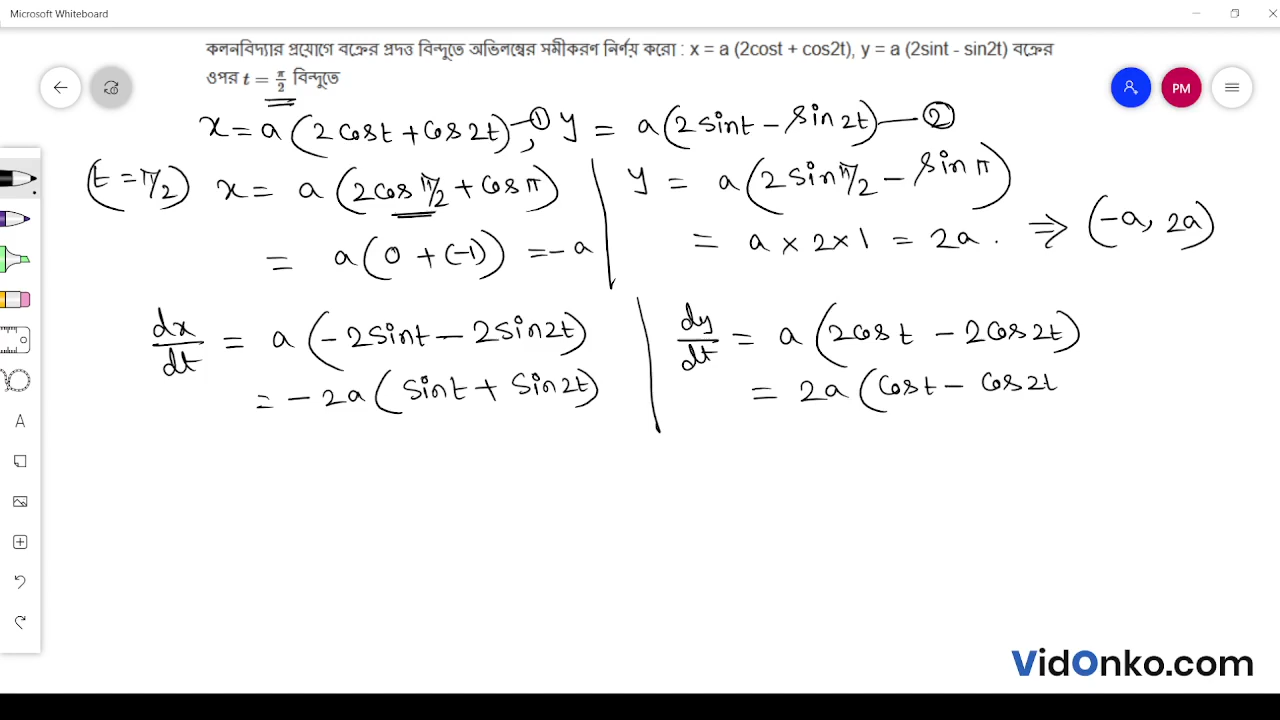 Microsoft Whiteboard
কলনবিদ্যার প্রয়োগে বক্রের প্রদত্ত বিন্দুতে অভিলম্বের সমীকরণ নির্ণয় করো : x = a (2cost + cos2t), y = a (2sint - sin2t) বক্রের
ওপর t = π/2 বিন্দুতে
PM
x = a (2cost + cos2t) — ①, y = a (2sint - sin2t) — ②
(t = π/2) x = a (2cos π/2 + cos π)
= a (0 + (-1)) = -a
y = a (2sin π/2 - sin π)
= a × 2 × 1 = 2a. ⇒ (-a, 2a)
dx/dt = a (-2sint - 2sin2t)
= -2a (sint + sin2t)
dy/dt = a (2cost - 2cos2t)
= 2a (cost - cos2t
A
VidOnko.com